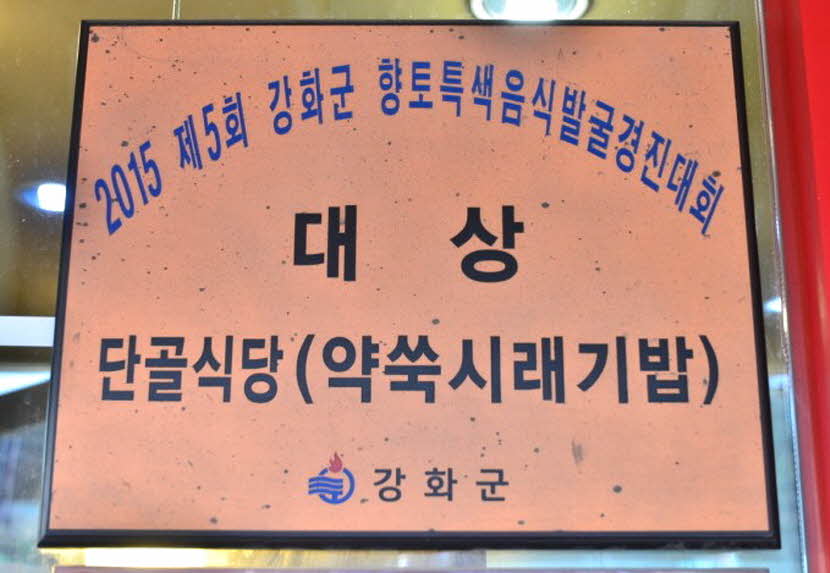 2015 제5회 강화군 향토특색음식발굴경진대회
대 상
단골식당(약쑥시래기밥)
강화군